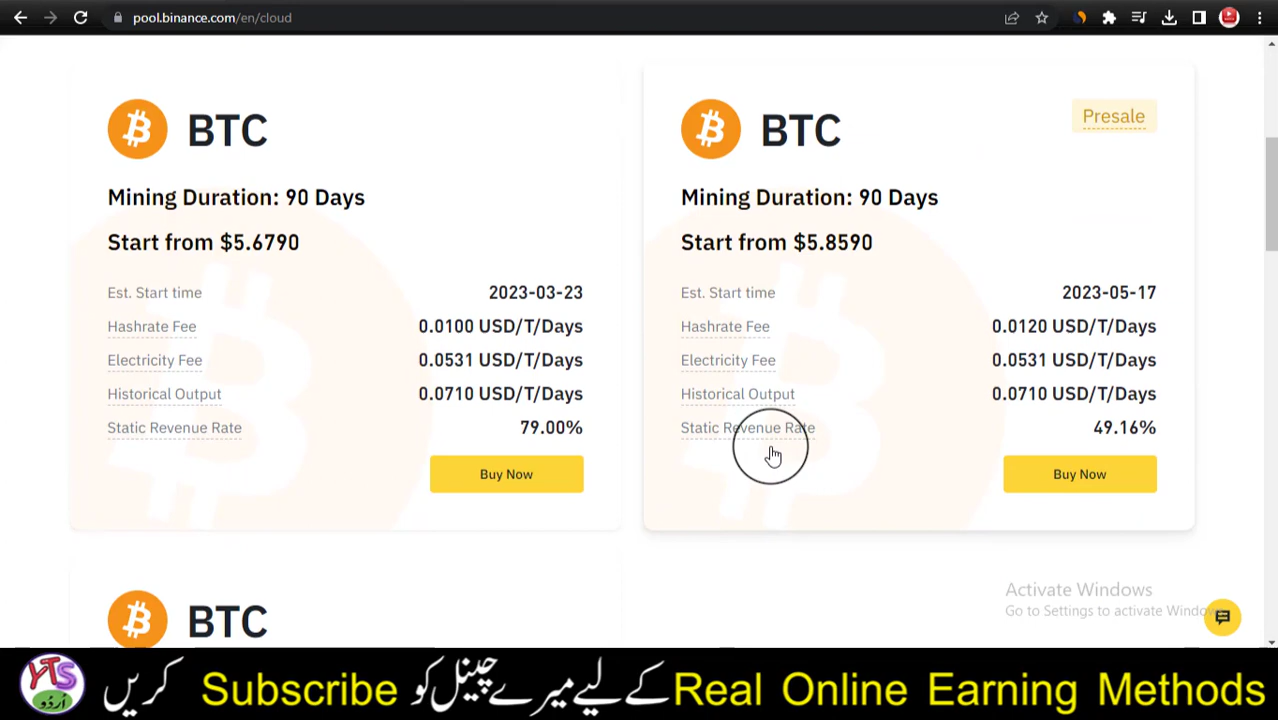 pool.binance.com/en/cloud
BTC
Mining Duration: 90 Days
Start from $5.6790
Est. Start time 2023-03-23
Hashrate Fee 0.0100 USD/T/Days
Electricity Fee 0.0531 USD/T/Days
Historical Output 0.0710 USD/T/Days
Static Revenue Rate 79.00%
Buy Now
BTC
Presale
Mining Duration: 90 Days
Start from $5.8590
Est. Start time 2023-05-17
Hashrate Fee 0.0120 USD/T/Days
Electricity Fee 0.0531 USD/T/Days
Historical Output 0.0710 USD/T/Days
Static Revenue Rate 49.16%
Buy Now
BTC
Activate Windows
Go to Settings to activate Windows
YTS
اُردُو
Real Online Earning Methods کے لیے میرے چینل کو Subscribe کریں